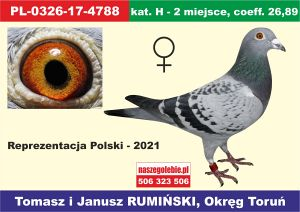 PL-0326-17-4788
kat. H - 2 miejsce, coeff. 26,89
Reprezentacja Polski - 2021
naszegolebie.pl
506 323 506
Tomasz i Janusz RUMIŃSKI, Okręg Toruń